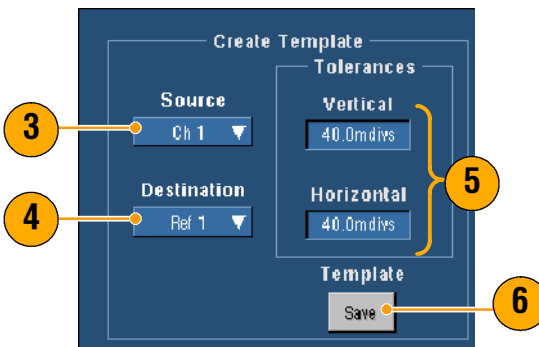 Create Template
Tolerances
Source
Vertical
3
Ch 1
40.0mdivs
5
Destination
Horizontal
4
Ref 1
40.0mdivs
Template
Save
6